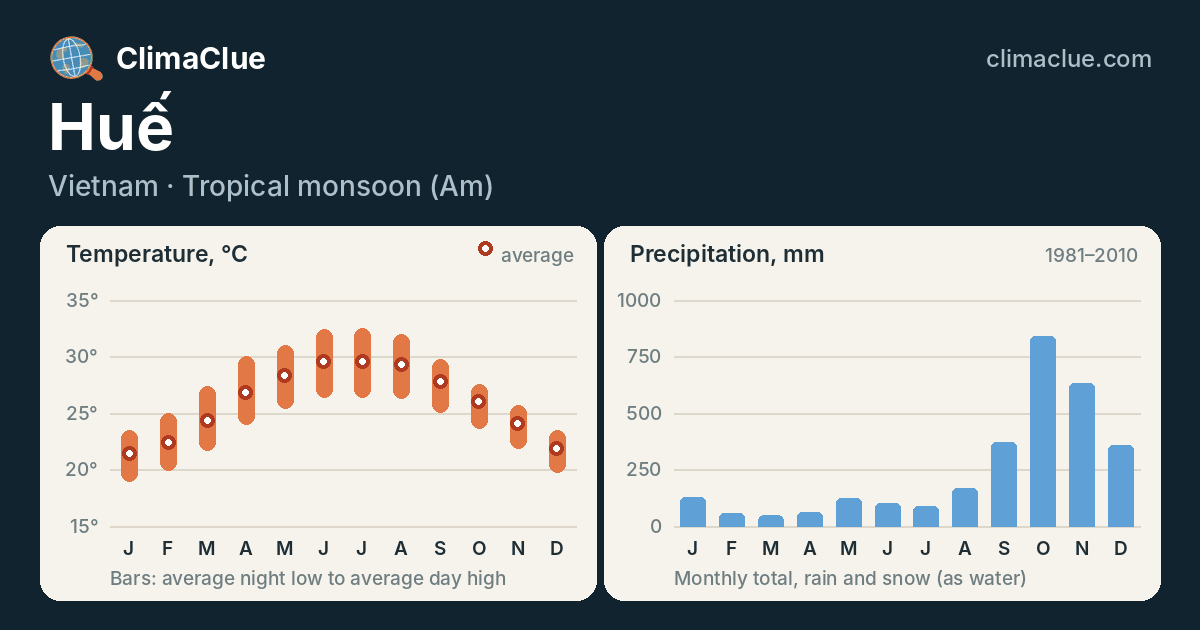 ClimaClue
climaclue.com
Huế
Vietnam · Tropical monsoon (Am)
Temperature, °C
average
35°
30°
25°
20°
15°
J F M A M J J A S O N D
Bars: average night low to average day high
Precipitation, mm
1981–2010
1000
750
500
250
0
J F M A M J J A S O N D
Monthly total, rain and snow (as water)